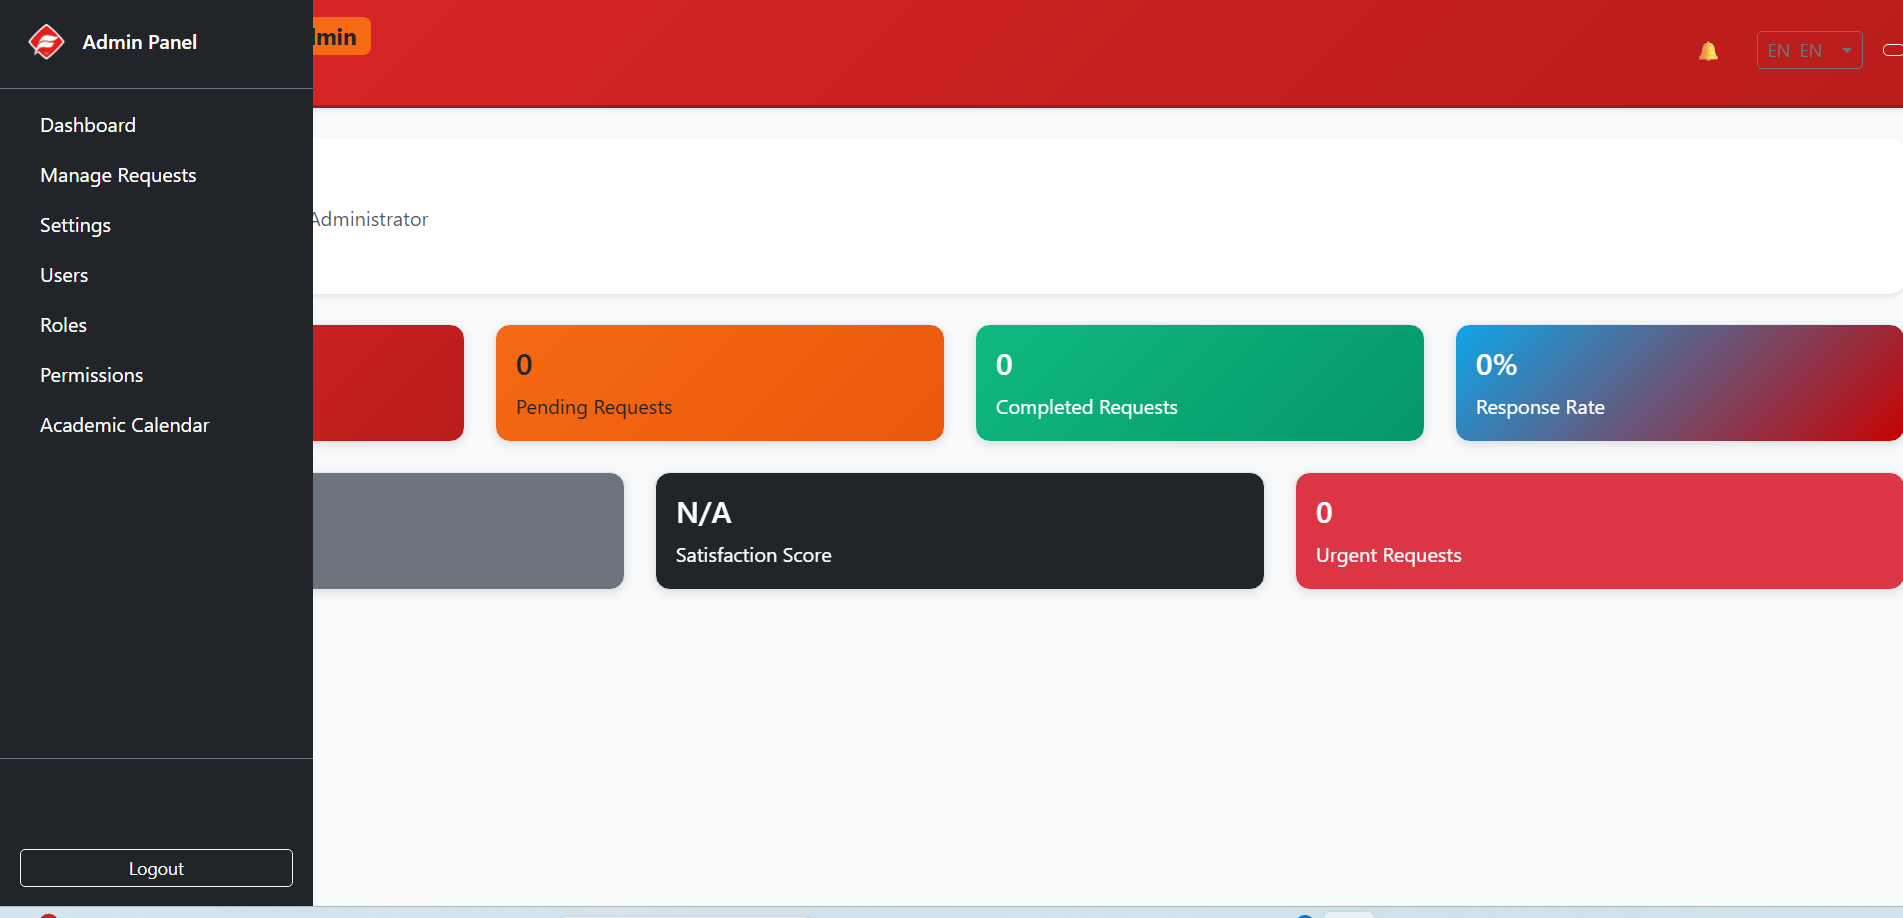 Admin Panel
dmin
EN EN
Dashboard
Manage Requests
Settings
Users
Roles
Permissions
Academic Calendar
Administrator
0
Pending Requests
0
Completed Requests
0%
Response Rate
N/A
Satisfaction Score
0
Urgent Requests
Logout